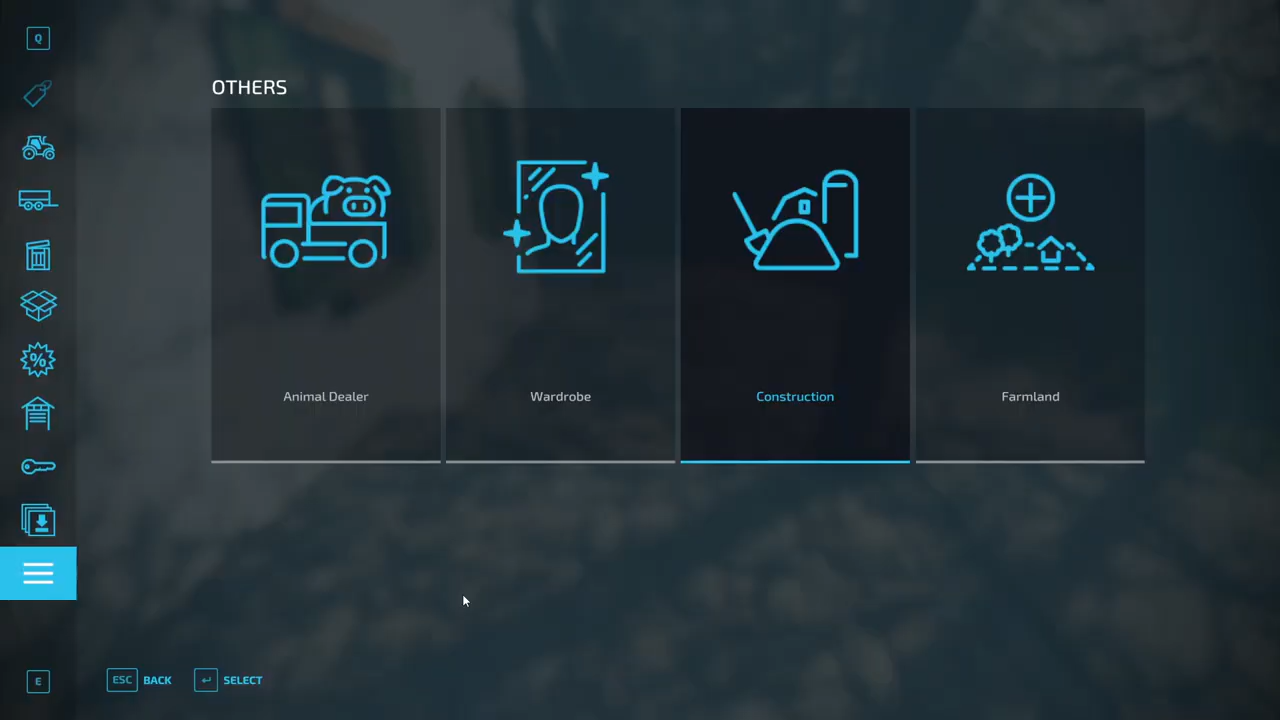 Q
OTHERS
%
Animal Dealer
Wardrobe
Construction
Farmland
E
ESC BACK
SELECT